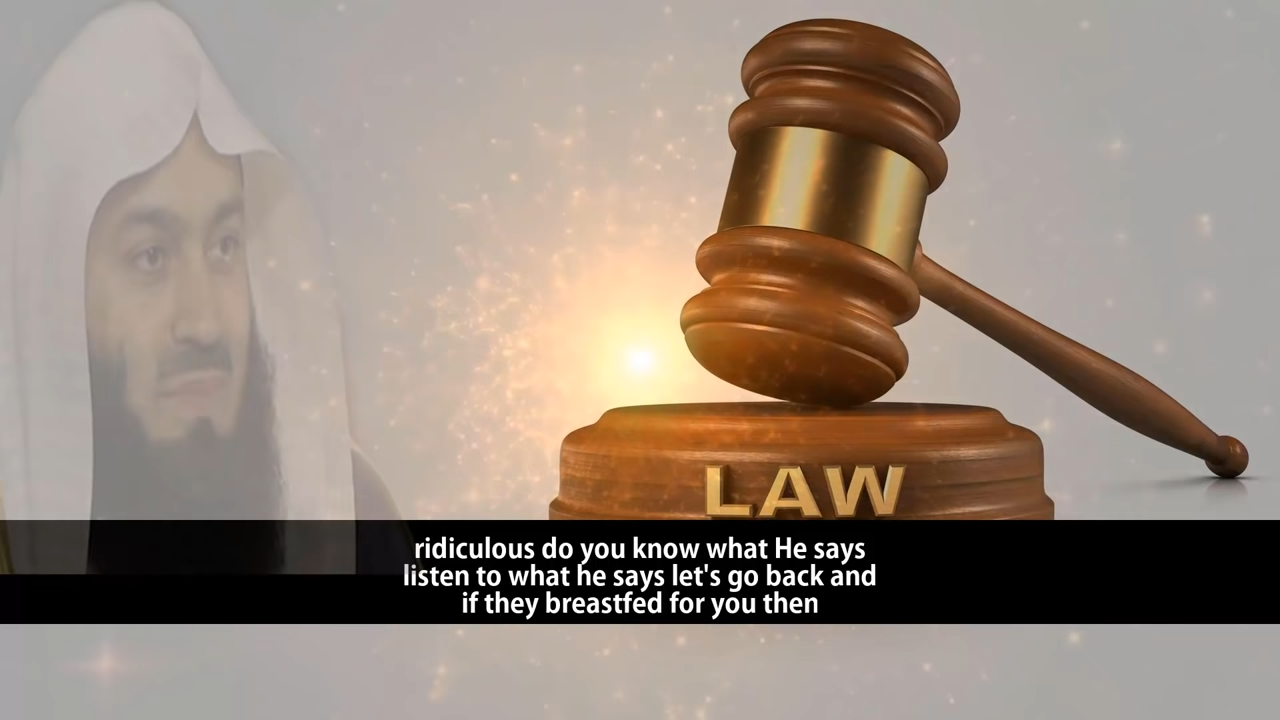 LAW
ridiculous do you know what He says
listen to what he says let's go back and
if they breastfed for you then